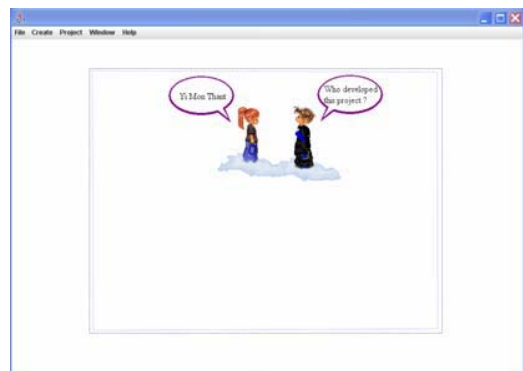 File Create Project Window Help
Yi Mon Thant
Who developed
this project ?